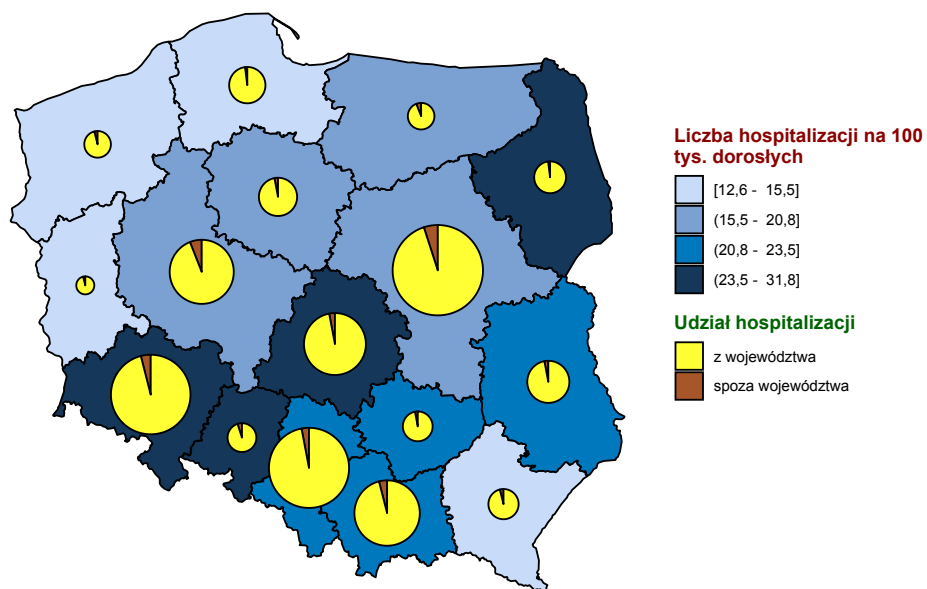 Liczba hospitalizacji na 100
tys. dorosłych
[12,6 - 15,5]
(15,5 - 20,8]
(20,8 - 23,5]
(23,5 - 31,8]
Udział hospitalizacji
z województwa
spoza województwa